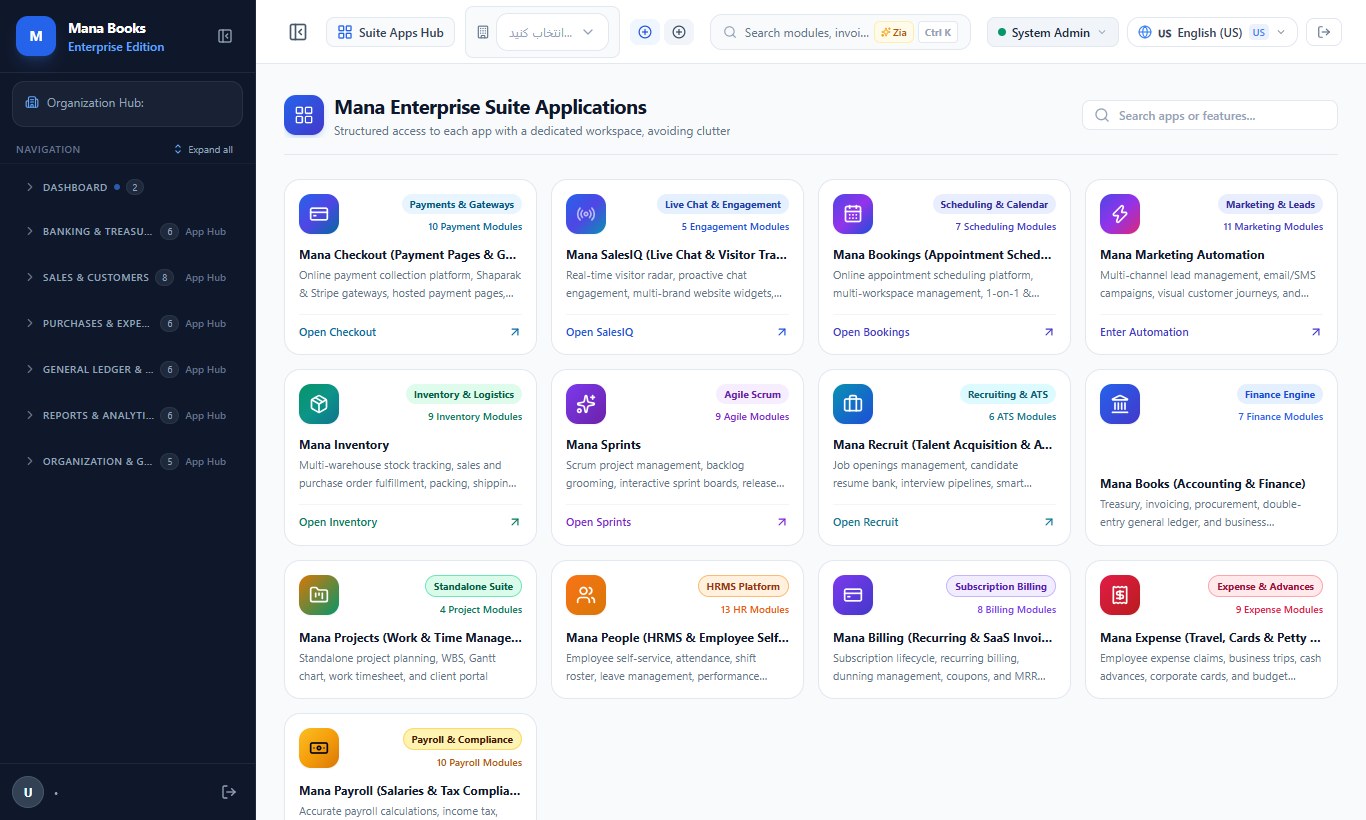 M
Mana Books
Enterprise Edition
Organization Hub:
NAVIGATION
Expand all
DASHBOARD 2
BANKING & TREASU... 6 App Hub
SALES & CUSTOMERS 8 App Hub
PURCHASES & EXPE... 6 App Hub
GENERAL LEDGER & ... 6 App Hub
REPORTS & ANALYTI... 6 App Hub
ORGANIZATION & G... 5 App Hub
U
Suite Apps Hub
انتخاب کنید...
Search modules, invoi...
Zia
Ctrl K
System Admin
US English (US) US
Mana Enterprise Suite Applications
Structured access to each app with a dedicated workspace, avoiding clutter
Search apps or features...
Payments & Gateways
10 Payment Modules
Mana Checkout (Payment Pages & G...
Online payment collection platform, Shaparak
& Stripe gateways, hosted payment pages,...
Open Checkout
Live Chat & Engagement
5 Engagement Modules
Mana SalesIQ (Live Chat & Visitor Tra...
Real-time visitor radar, proactive chat
engagement, multi-brand website widgets,...
Open SalesIQ
Scheduling & Calendar
7 Scheduling Modules
Mana Bookings (Appointment Sched...
Online appointment scheduling platform,
multi-workspace management, 1-on-1 &...
Open Bookings
Marketing & Leads
11 Marketing Modules
Mana Marketing Automation
Multi-channel lead management, email/SMS
campaigns, visual customer journeys, and...
Enter Automation
Inventory & Logistics
9 Inventory Modules
Mana Inventory
Multi-warehouse stock tracking, sales and
purchase order fulfillment, packing, shippin...
Open Inventory
Agile Scrum
9 Agile Modules
Mana Sprints
Scrum project management, backlog
grooming, interactive sprint boards, release...
Open Sprints
Recruiting & ATS
6 ATS Modules
Mana Recruit (Talent Acquisition & A...
Job openings management, candidate
resume bank, interview pipelines, smart...
Open Recruit
Finance Engine
7 Finance Modules
Mana Books (Accounting & Finance)
Treasury, invoicing, procurement, double-
entry general ledger, and business...
Standalone Suite
4 Project Modules
Mana Projects (Work & Time Manage...
Standalone project planning, WBS, Gantt
chart, work timesheet, and client portal
HRMS Platform
13 HR Modules
Mana People (HRMS & Employee Self...
Employee self-service, attendance, shift
roster, leave management, performance...
Subscription Billing
8 Billing Modules
Mana Billing (Recurring & SaaS Invoi...
Subscription lifecycle, recurring billing,
dunning management, coupons, and MRR...
Expense & Advances
9 Expense Modules
Mana Expense (Travel, Cards & Petty ...
Employee expense claims, business trips, cash
advances, corporate cards, and budget...
Payroll & Compliance
10 Payroll Modules
Mana Payroll (Salaries & Tax Complia...
Accurate payroll calculations, income tax,